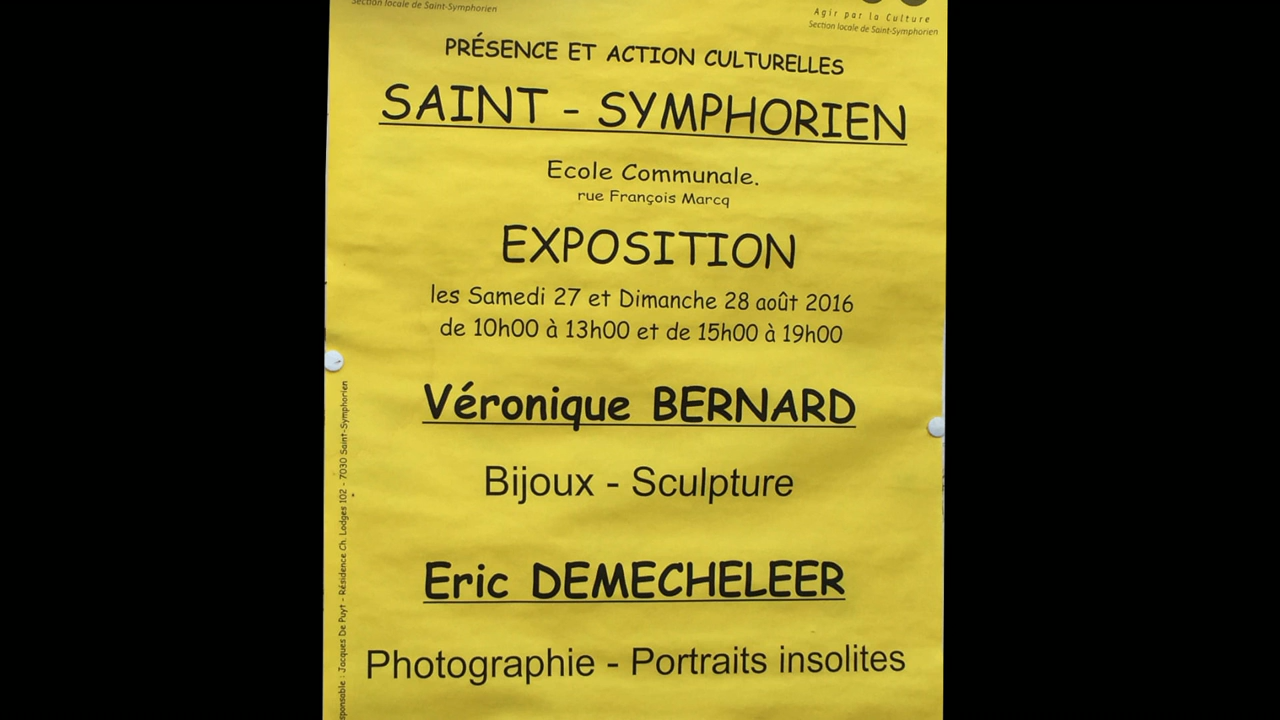 Section locale de Saint-Symphorien
Agir par la Culture
Section locale de Saint-Symphorien
PRÉSENCE ET ACTION CULTURELLES
SAINT - SYMPHORIEN
Ecole Communale.
rue François Marcq
EXPOSITION
les Samedi 27 et Dimanche 28 août 2016
de 10h00 à 13h00 et de 15h00 à 19h00
Véronique BERNARD
Bijoux - Sculpture
Eric DEMECHELEER
Photographie - Portraits insolites
sponsable : Jacques De Puyt - Résidence Ch. Lodges 102 - 7030 Saint-Symphorien